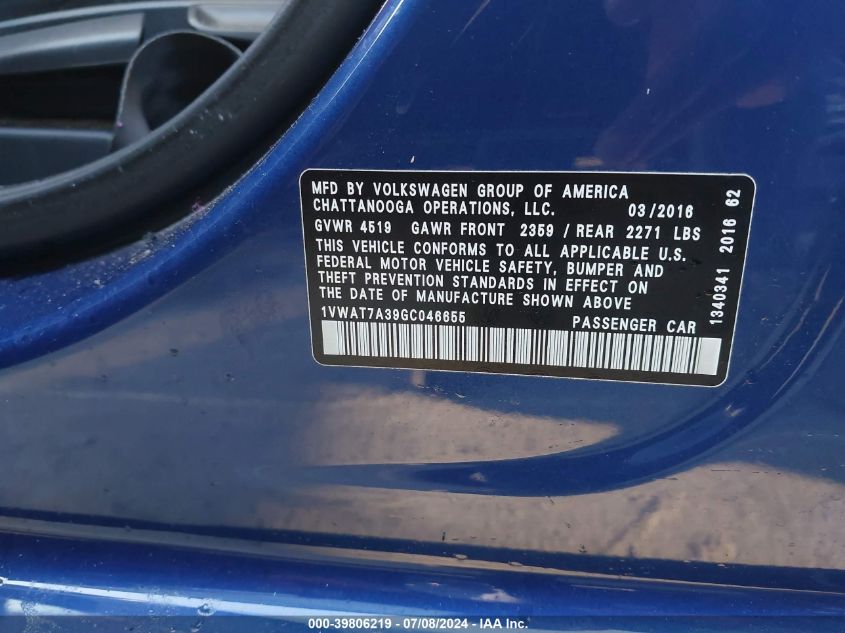 MFD BY VOLKSWAGEN GROUP OF AMERICA
CHATTANOOGA OPERATIONS, LLC. 03/2016
GVWR 4519 GAWR FRONT 2359 / REAR 2271 LBS
THIS VEHICLE CONFORMS TO ALL APPLICABLE U.S.
FEDERAL MOTOR VEHICLE SAFETY, BUMPER AND
THEFT PREVENTION STANDARDS IN EFFECT ON
THE DATE OF MANUFACTURE SHOWN ABOVE
1VWAT7A39GC046655 PASSENGER CAR
1340341 2016 62
000-39806219 - 07/08/2024 - IAA Inc.